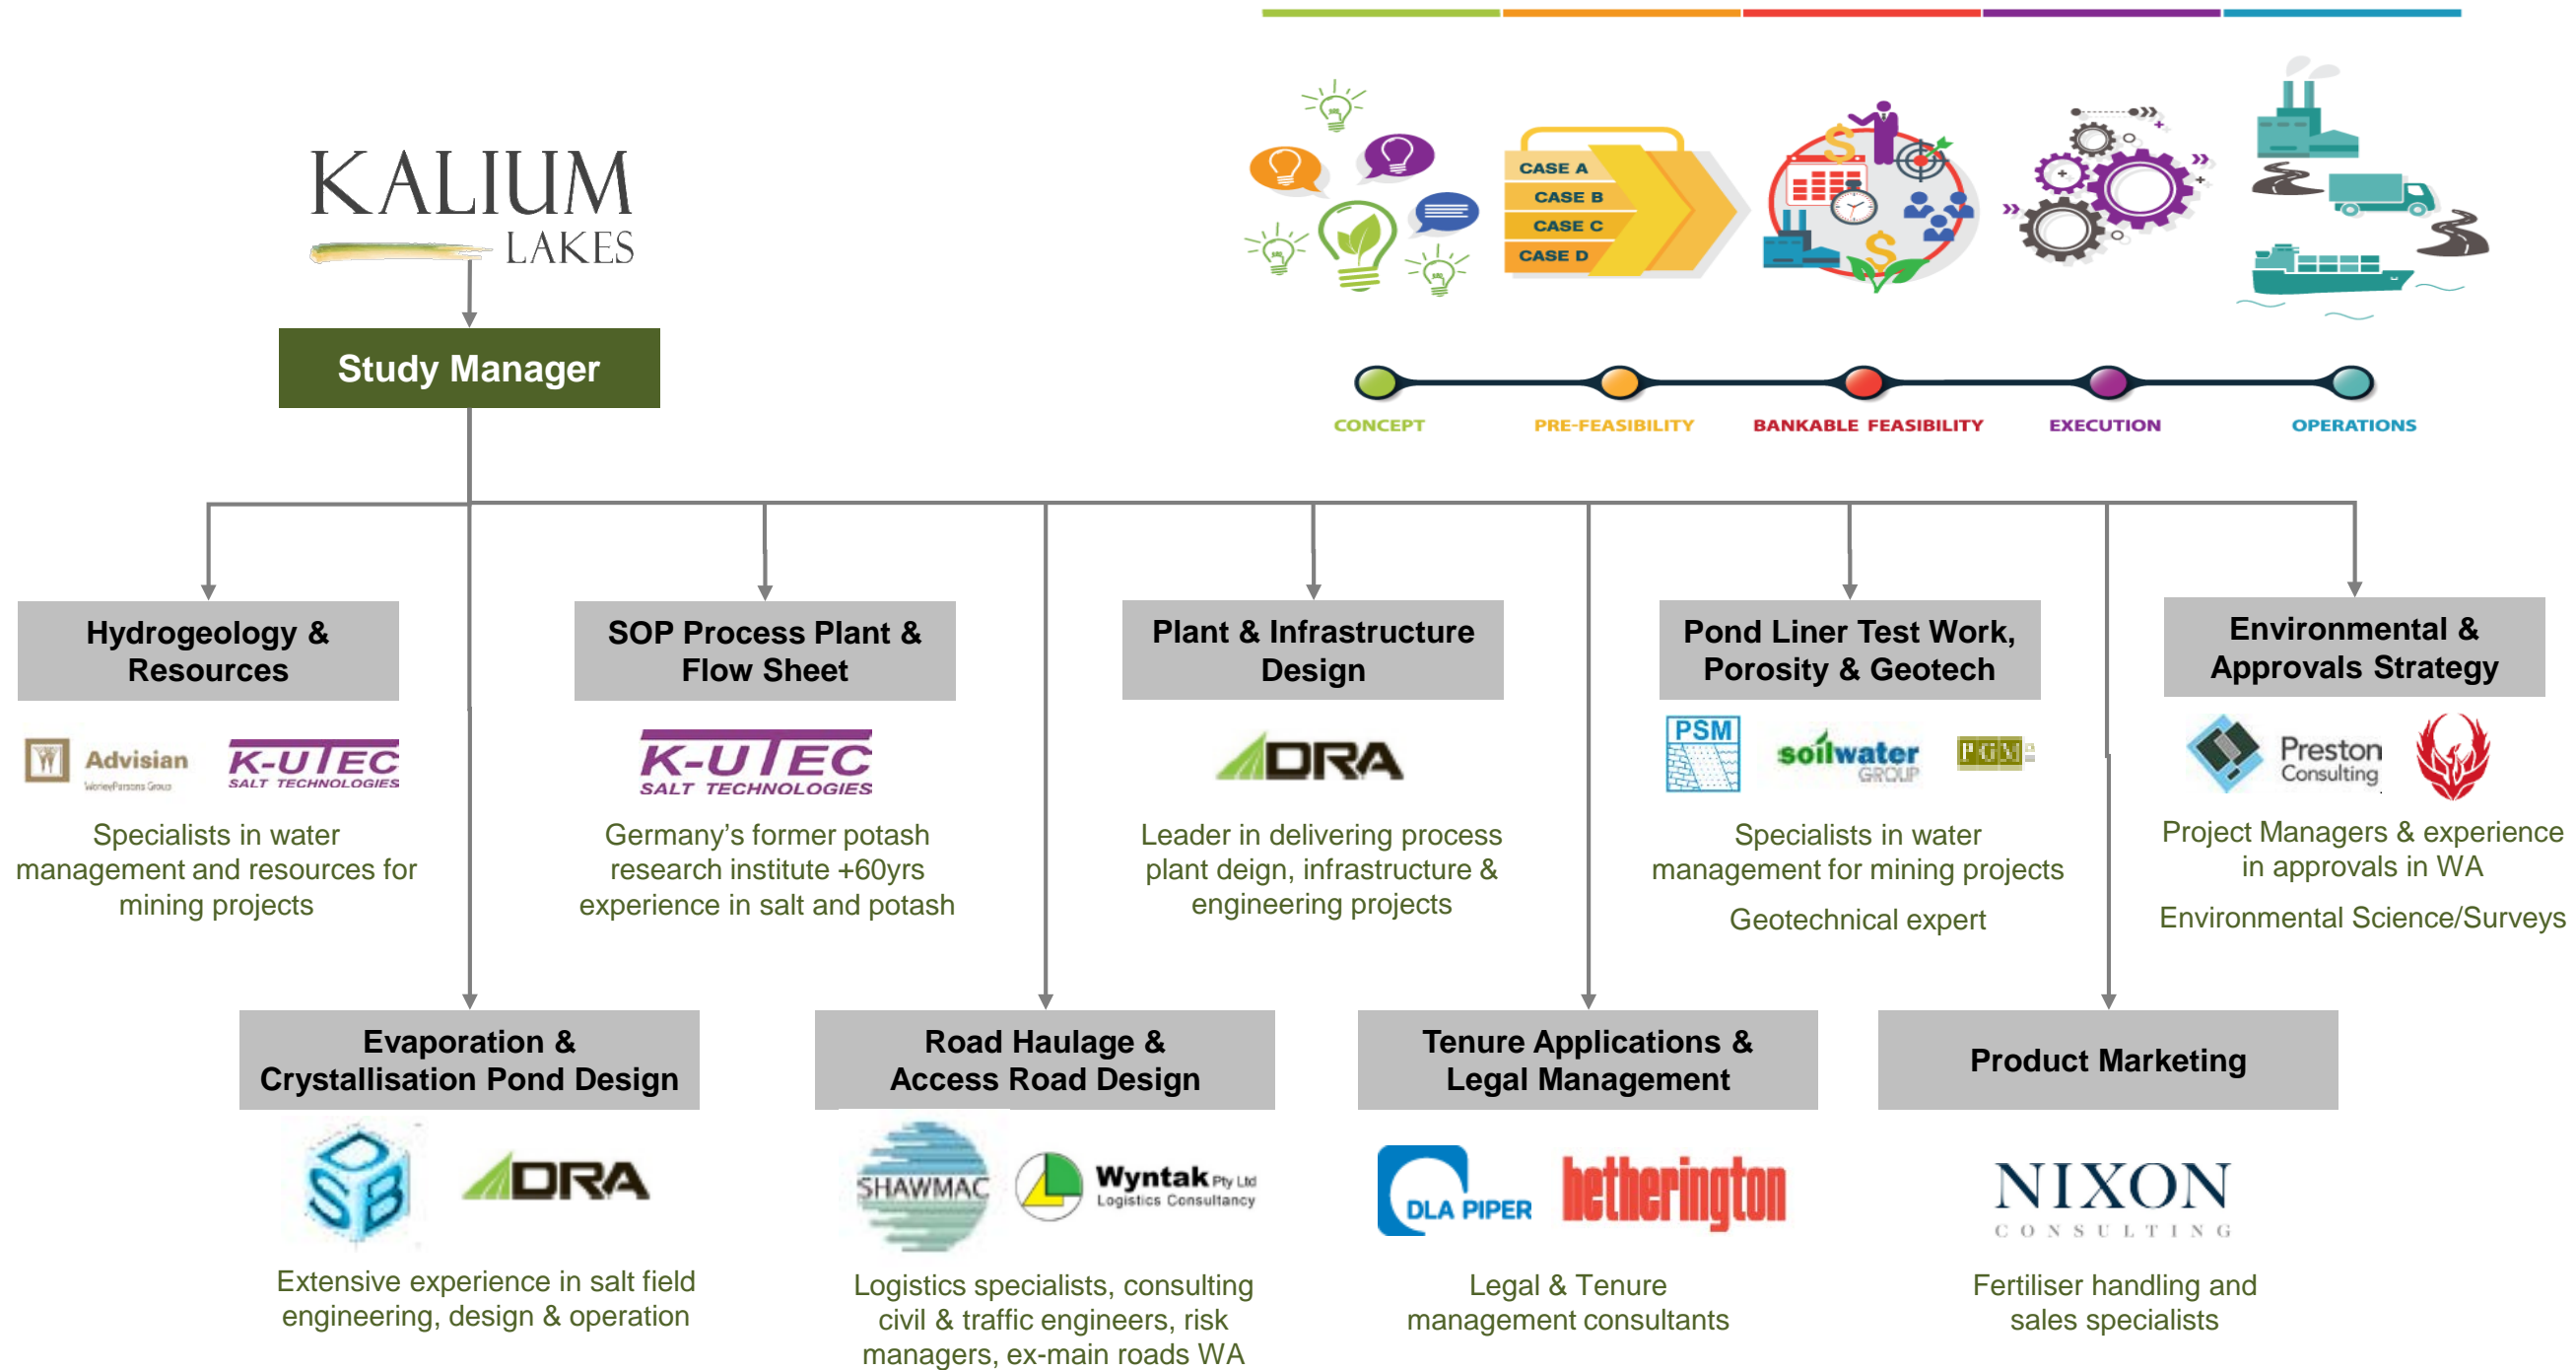 KALIUM
LAKES
Study Manager
CASE A
CASE B
CASE C
CASE D
CONCEPT
PRE-FEASIBILITY
BANKABLE FEASIBILITY
EXECUTION
OPERATIONS
Hydrogeology &
Resources
Advisian
WorleyParsons Group
K-UTEC
SALT TECHNOLOGIES
Specialists in water
management and resources for
mining projects
SOP Process Plant &
Flow Sheet
K-UTEC
SALT TECHNOLOGIES
Germany's former potash
research institute +60yrs
experience in salt and potash
Plant & Infrastructure
Design
DRA
Leader in delivering process
plant deign, infrastructure &
engineering projects
Pond Liner Test Work,
Porosity & Geotech
PSM
soilwater
GROUP
Specialists in water
management for mining projects
Geotechnical expert
Environmental &
Approvals Strategy
Preston
Consulting
Project Managers & experience
in approvals in WA
Environmental Science/Surveys
Evaporation &
Crystallisation Pond Design
DSB
DRA
Extensive experience in salt field
engineering, design & operation
Road Haulage &
Access Road Design
SHAWMAC
Wyntak Pty Ltd
Logistics Consultancy
Logistics specialists, consulting
civil & traffic engineers, risk
managers, ex-main roads WA
Tenure Applications &
Legal Management
DLA PIPER
hetherington
Legal & Tenure
management consultants
Product Marketing
NIXON
CONSULTING
Fertiliser handling and
sales specialists